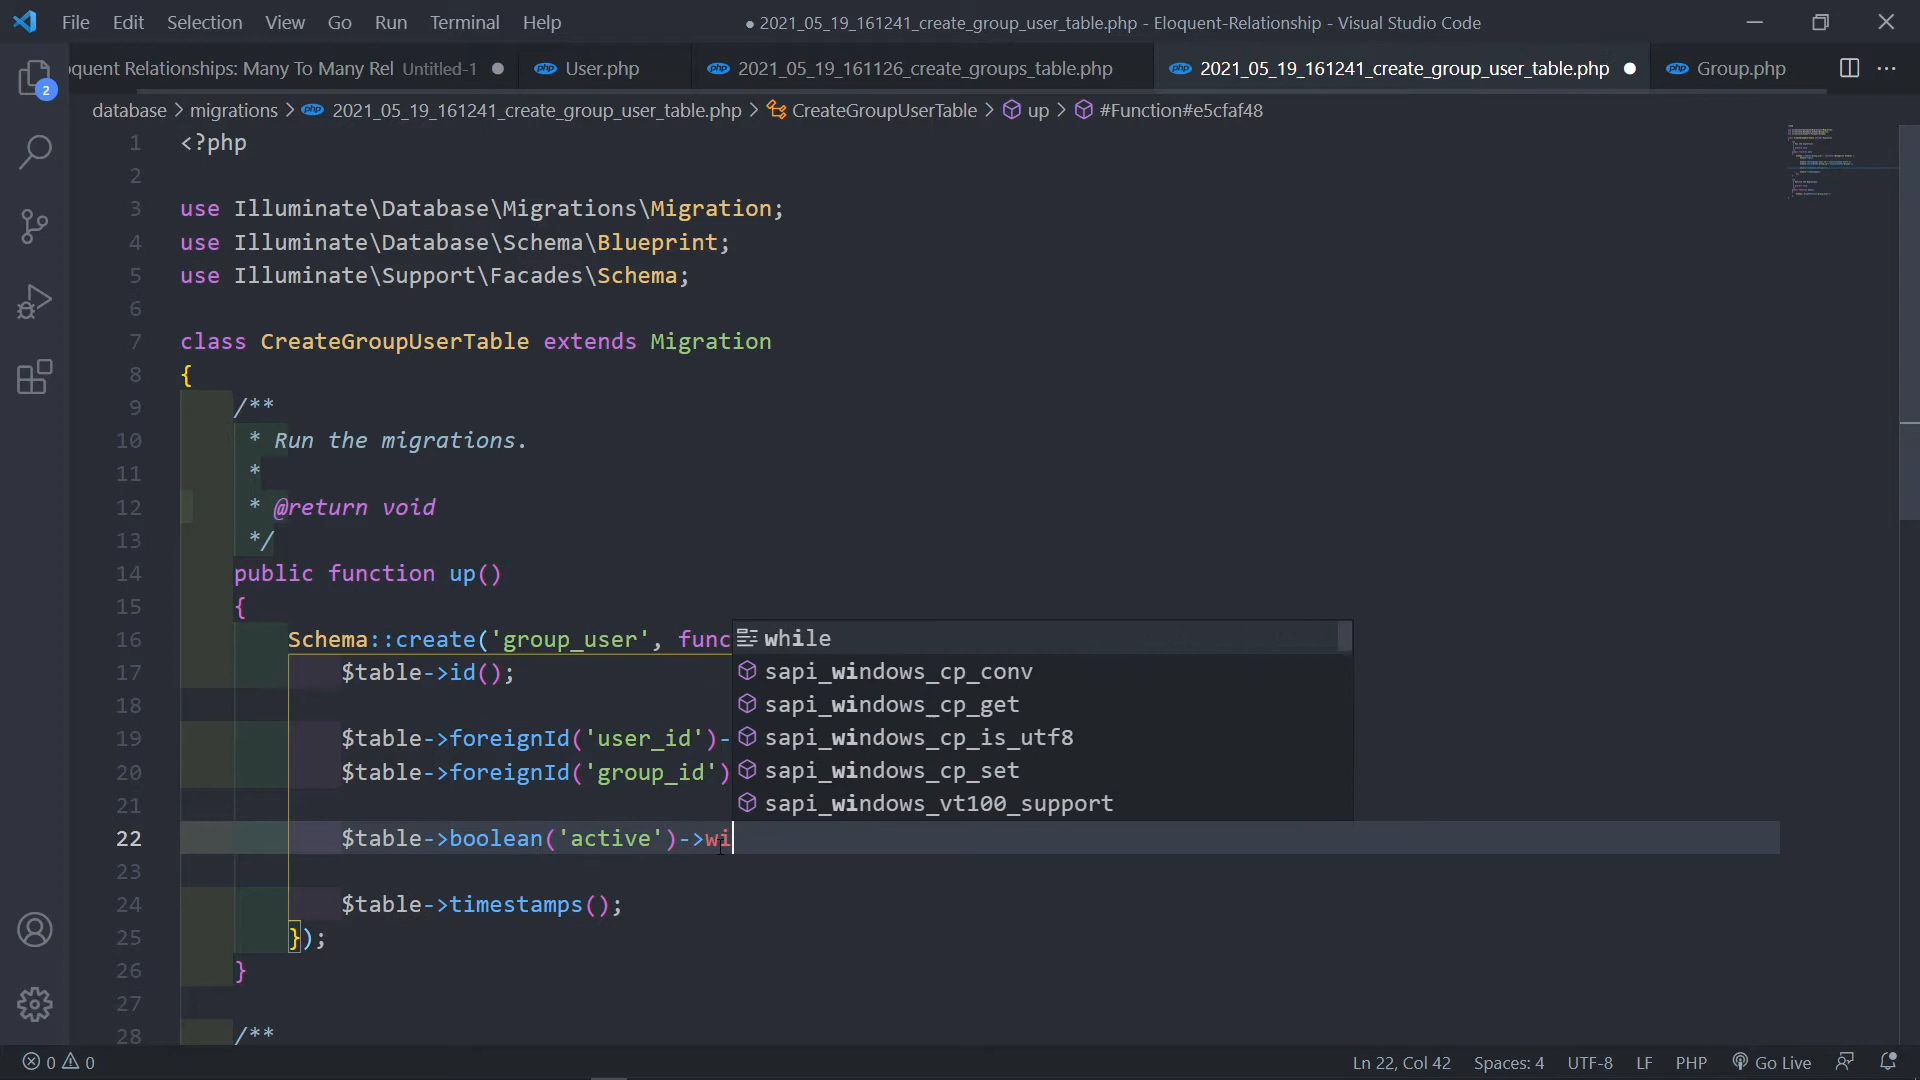 File Edit Selection View Go Run Terminal Help
● 2021_05_19_161241_create_group_user_table.php - Eloquent-Relationship - Visual Studio Code
quent Relationships: Many To Many Rel Untitled-1
User.php
2021_05_19_161126_create_groups_table.php
2021_05_19_161241_create_group_user_table.php
Group.php
database > migrations > 2021_05_19_161241_create_group_user_table.php > CreateGroupUserTable > up > #Function#e5cfaf48
1 <?php
2
3 use Illuminate\Database\Migrations\Migration;
4 use Illuminate\Database\Schema\Blueprint;
5 use Illuminate\Support\Facades\Schema;
6
7 class CreateGroupUserTable extends Migration
8 {
9 /**
10 * Run the migrations.
11 *
12 * @return void
13 */
14 public function up()
15 {
16 Schema::create('group_user', func
17 $table->id();
18
19 $table->foreignId('user_id')-
20 $table->foreignId('group_id')
21
22 $table->boolean('active')->wi
23
24 $table->timestamps();
25 });
26 }
27
28 /**
while
sapi_windows_cp_conv
sapi_windows_cp_get
sapi_windows_cp_is_utf8
sapi_windows_cp_set
sapi_windows_vt100_support
2
0 0 Ln 22, Col 42 Spaces: 4 UTF-8 LF PHP Go Live